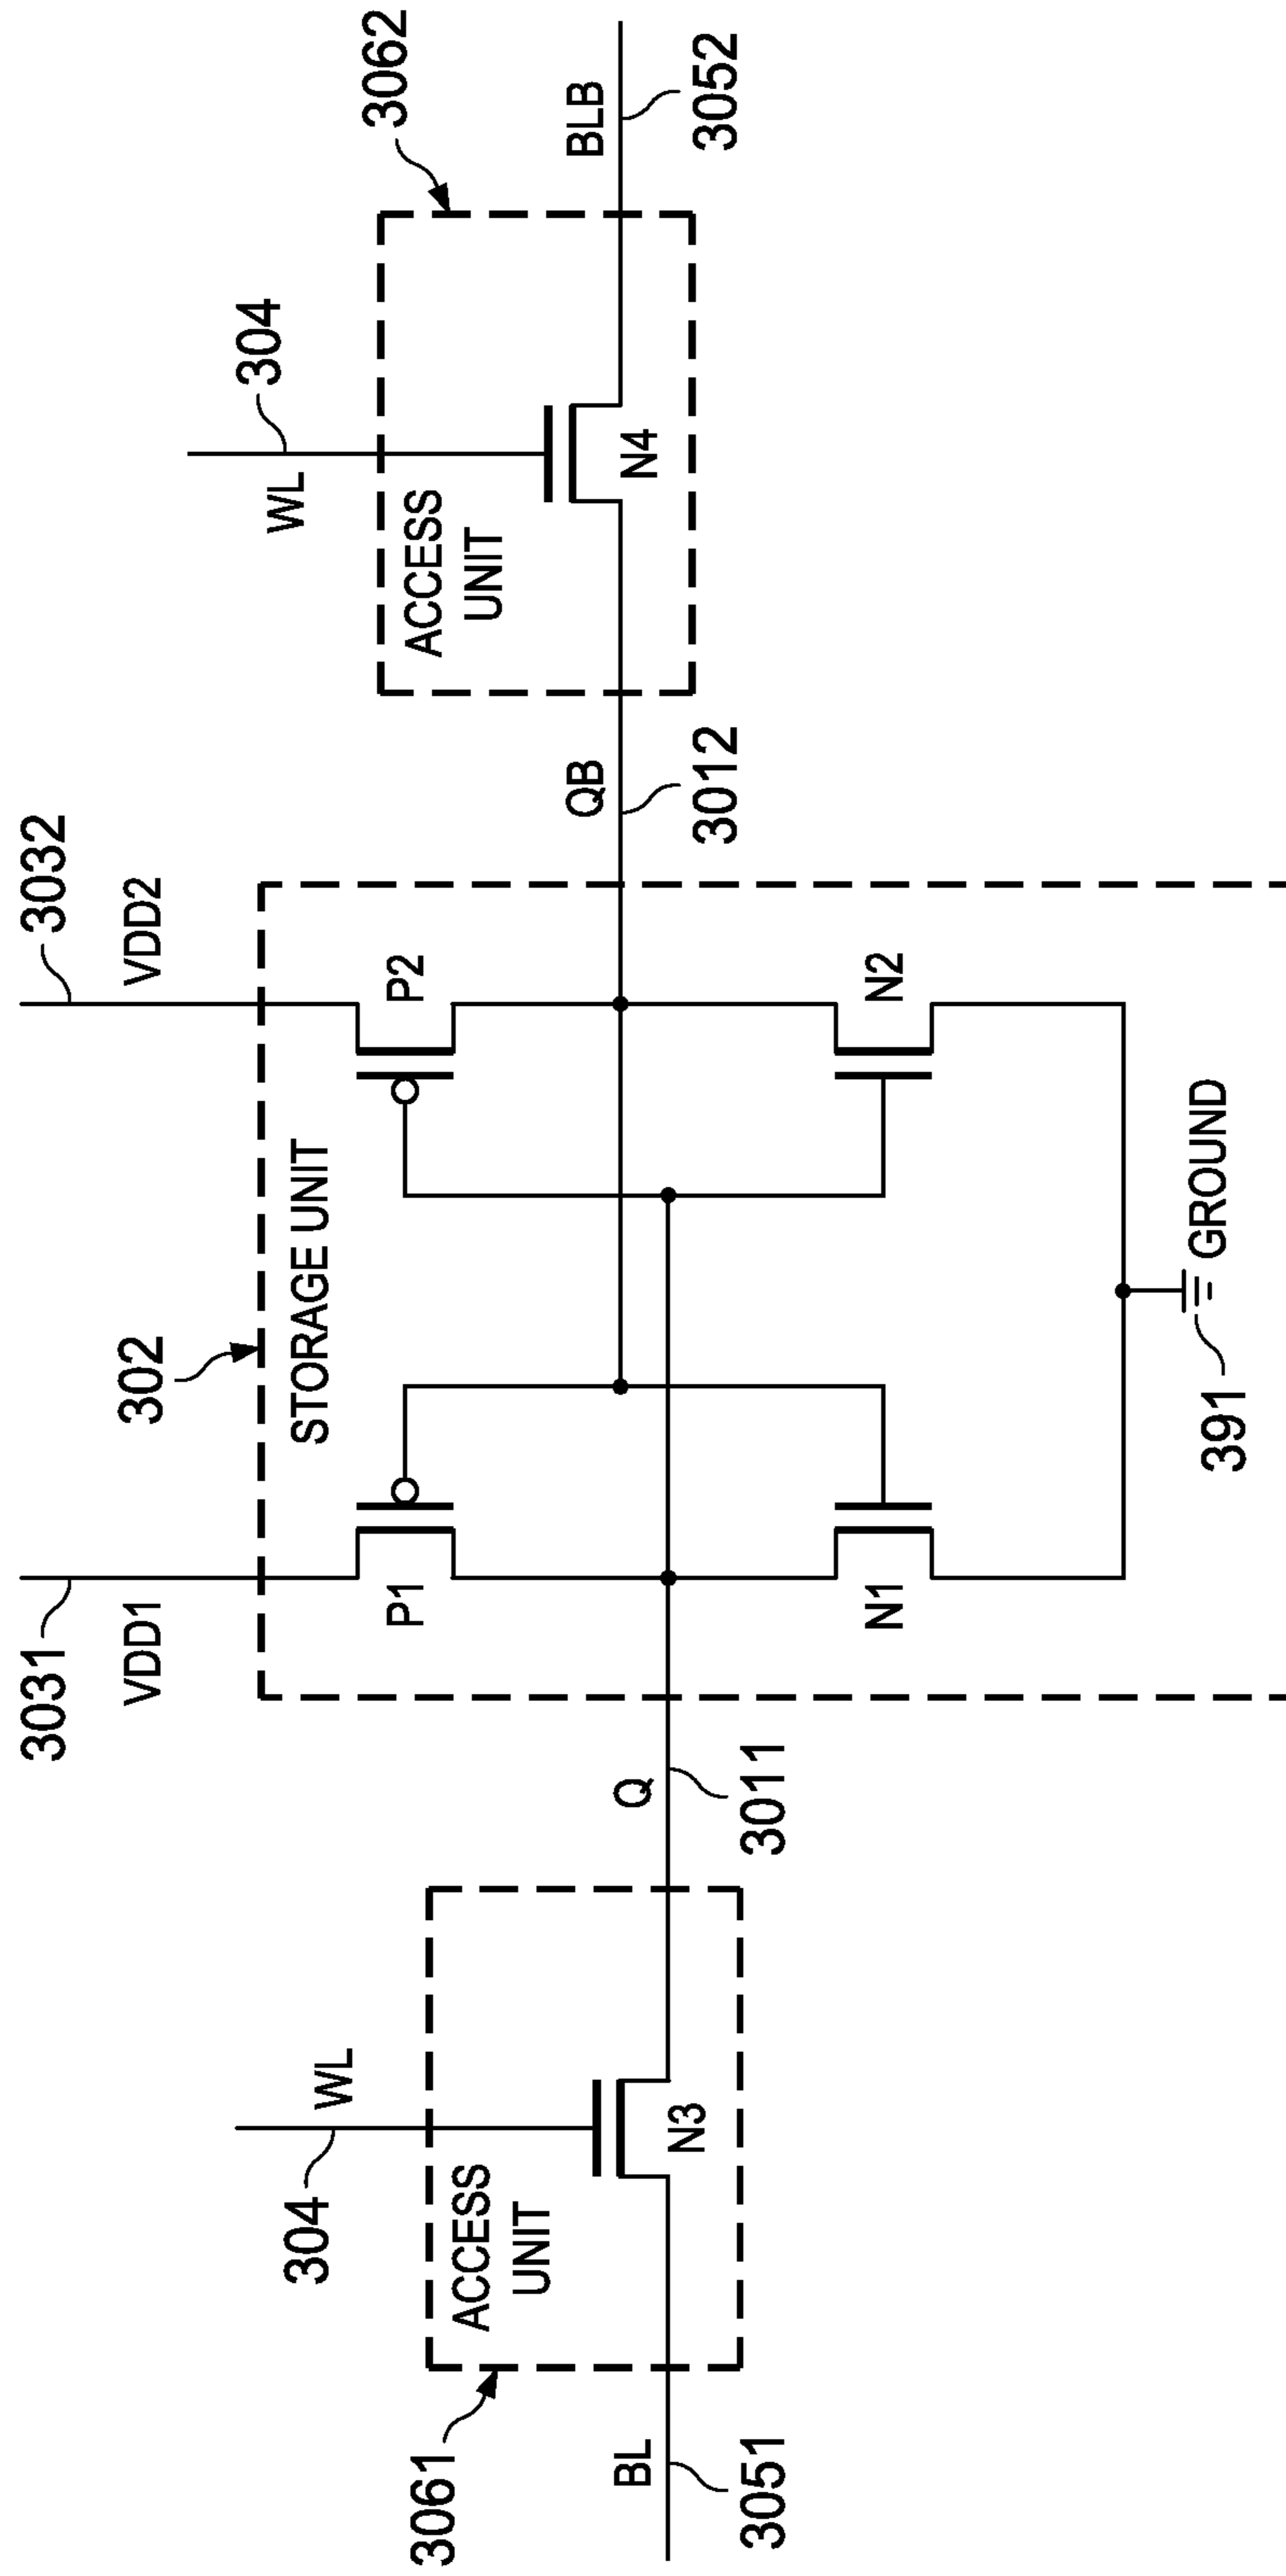 3031
VDD1
3032
VDD2
302
STORAGE UNIT
304
WL
304
WL
3062
ACCESS
UNIT
N4
BLB
3052
3061
ACCESS
UNIT
N3
BL
3051
P1
P2
Q
3011
QB
3012
N1
N2
391
GROUND